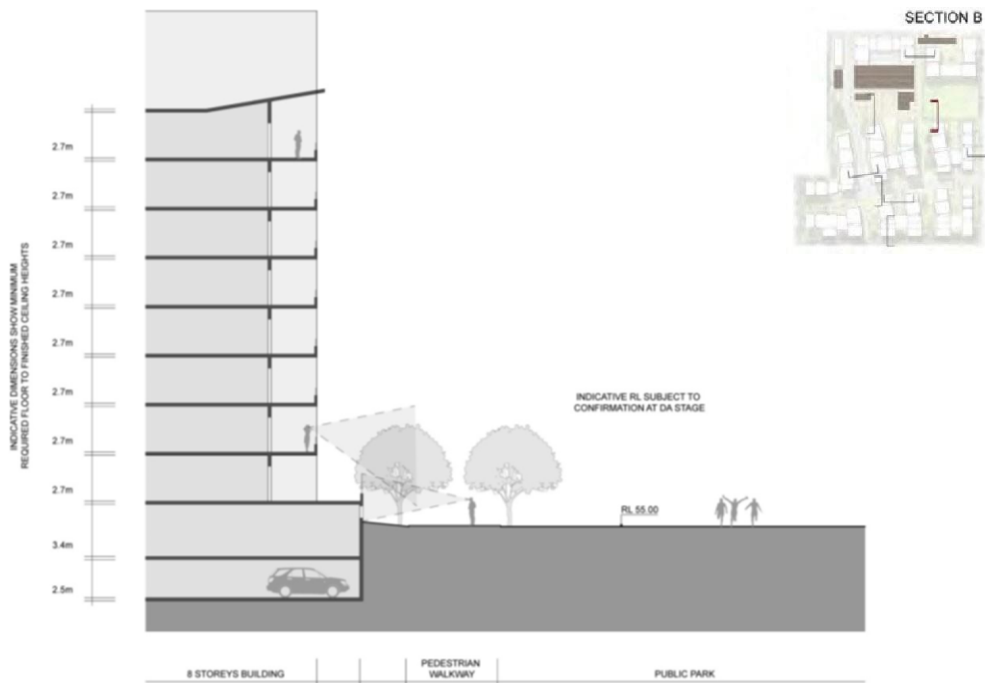 SECTION B
INDICATIVE DIMENSIONS SHOW MINIMUM
REQUIRED FLOOR TO FINISHED CEILING HEIGHTS
2.7m
2.7m
2.7m
2.7m
2.7m
2.7m
2.7m
2.7m
3.4m
2.5m
INDICATIVE RL SUBJECT TO
CONFIRMATION AT DA STAGE
RL 55.00
8 STOREYS BUILDING
PEDESTRIAN
WALKWAY
PUBLIC PARK